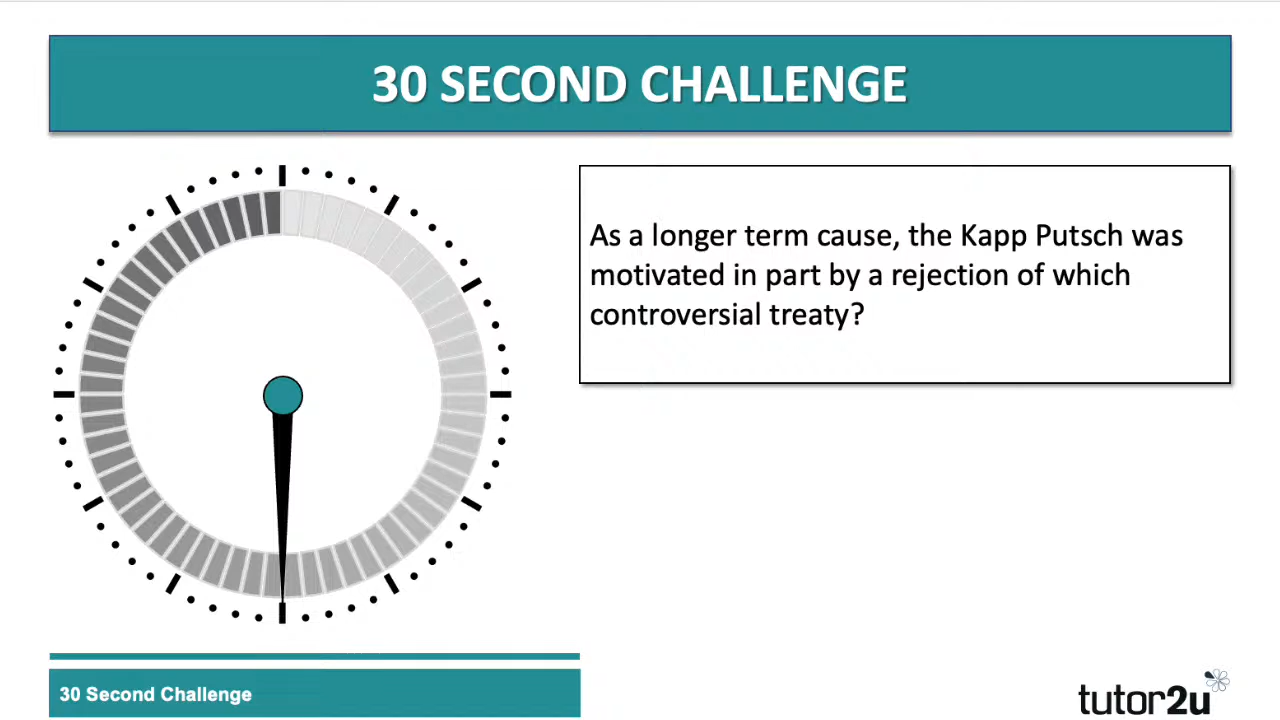 30 SECOND CHALLENGE
As a longer term cause, the Kapp Putsch was
motivated in part by a rejection of which
controversial treaty?
30 Second Challenge
tutor2u